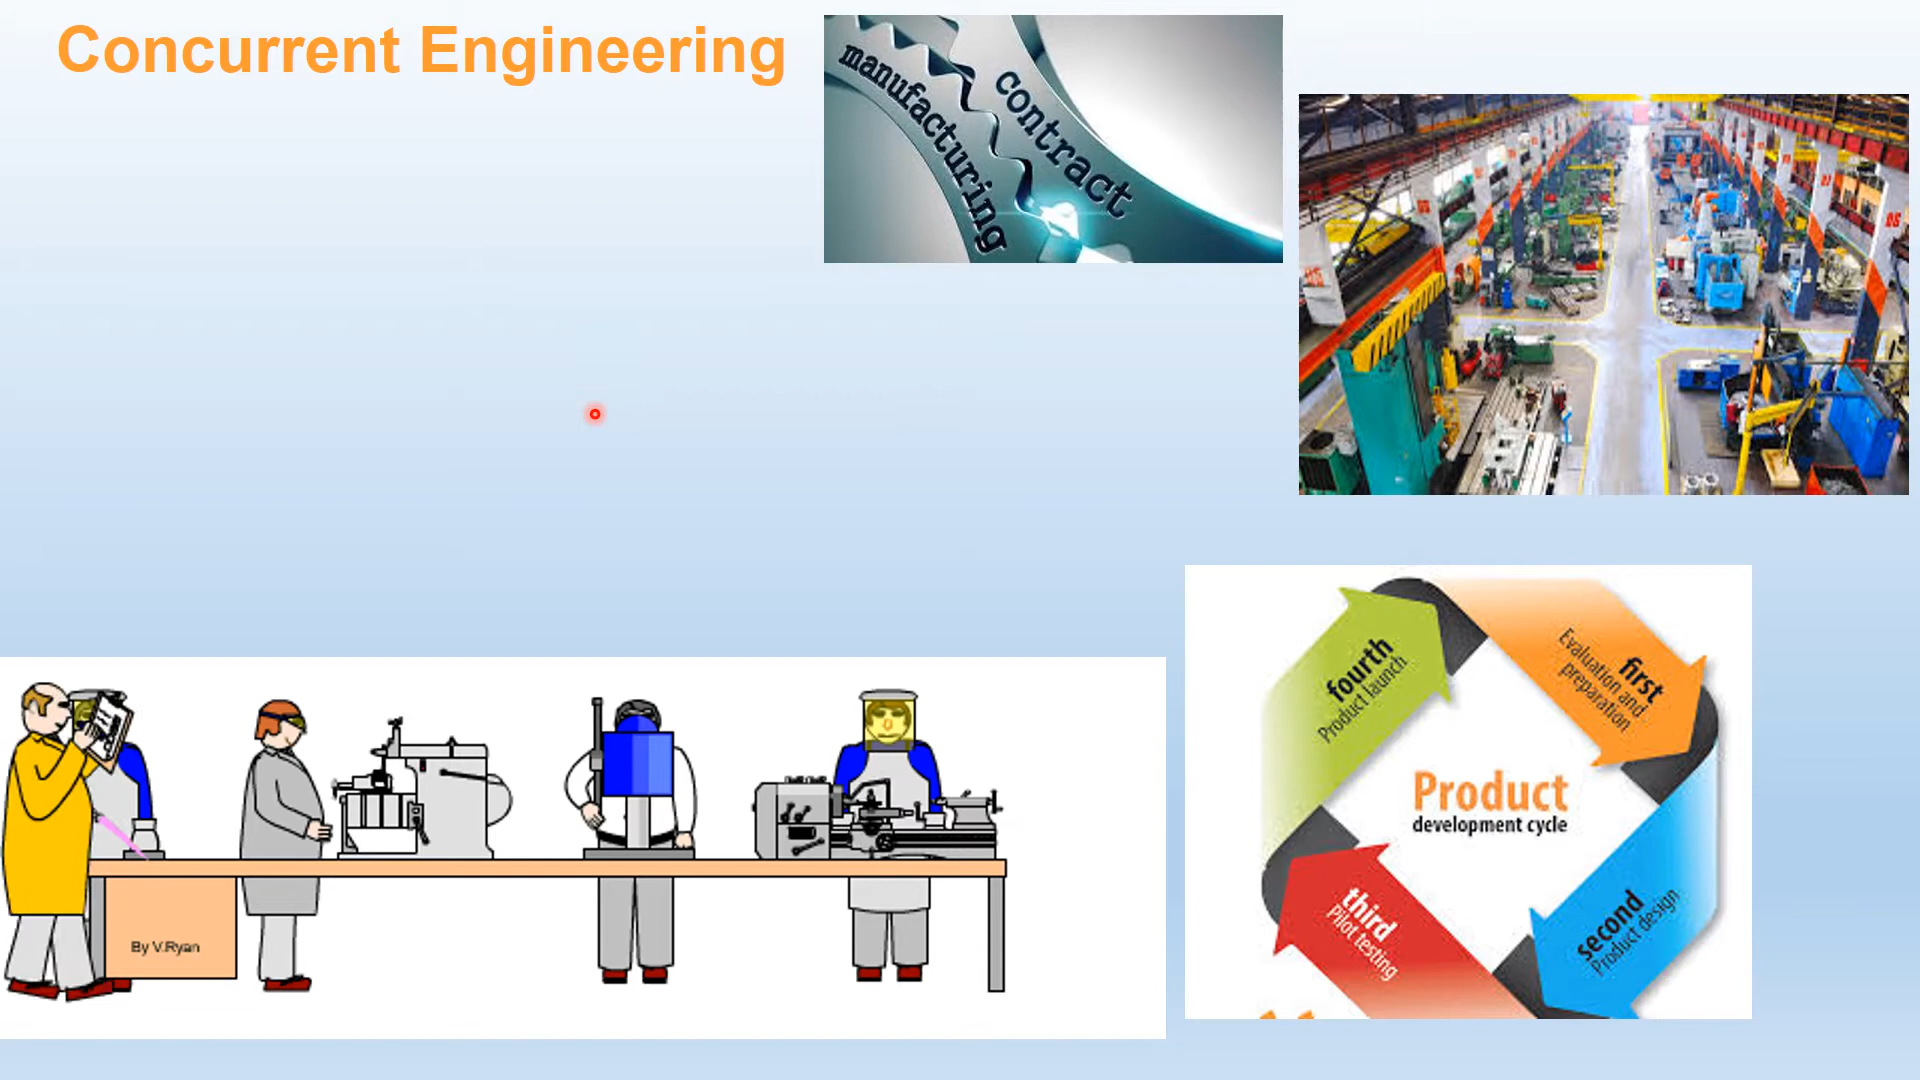 Concurrent Engineering
manufacturing
contract
By V.Ryan
fourth
Product launch
first
Evaluation and
preparation
Product
development cycle
third
Pilot testing
second
Product design